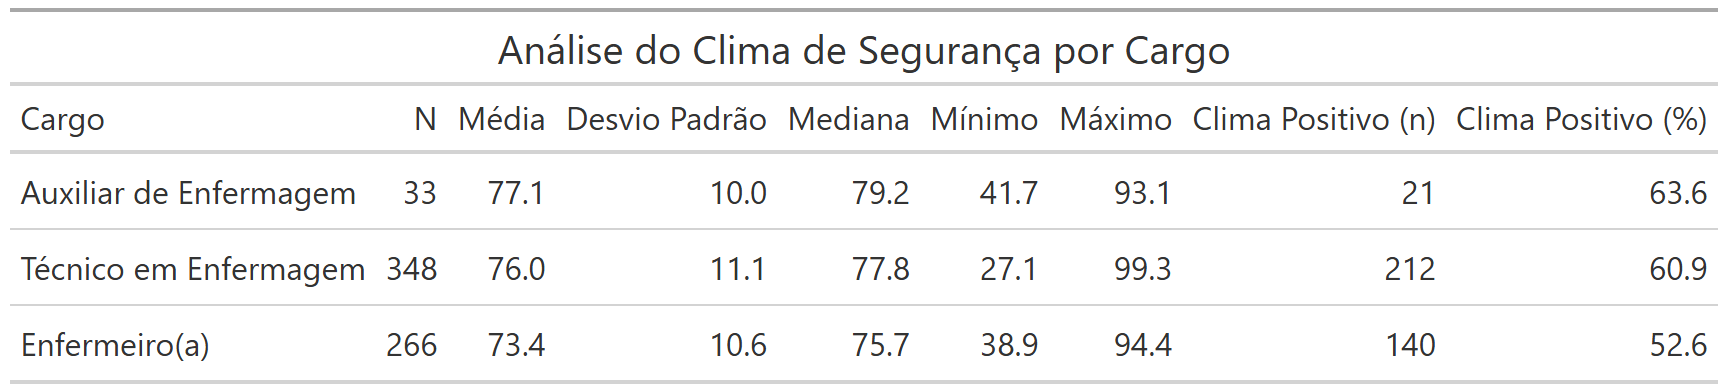 Análise do Clima de Segurança por Cargo
Cargo N Média Desvio Padrão Mediana Mínimo Máximo Clima Positivo (n) Clima Positivo (%)
Auxiliar de Enfermagem 33 77.1 10.0 79.2 41.7 93.1 21 63.6
Técnico em Enfermagem 348 76.0 11.1 77.8 27.1 99.3 212 60.9
Enfermeiro(a) 266 73.4 10.6 75.7 38.9 94.4 140 52.6